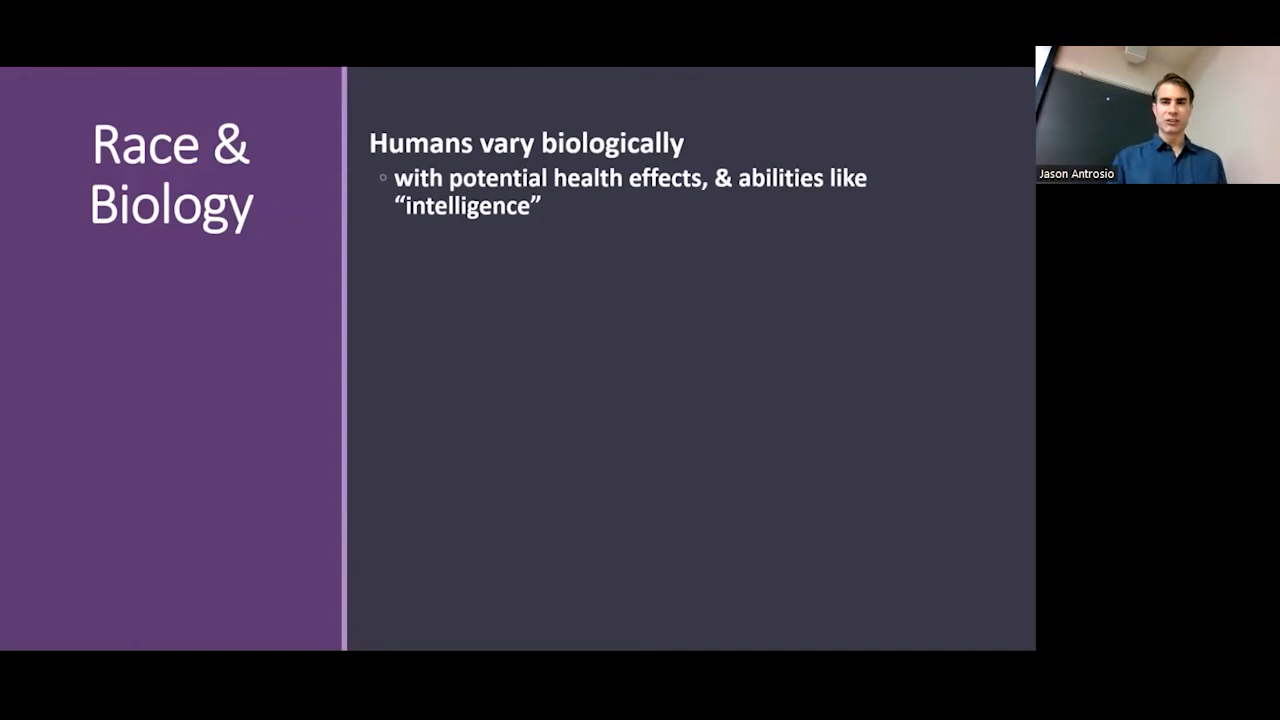 Race &
Biology
Humans vary biologically
with potential health effects, & abilities like
“intelligence”
Jason Antrosio